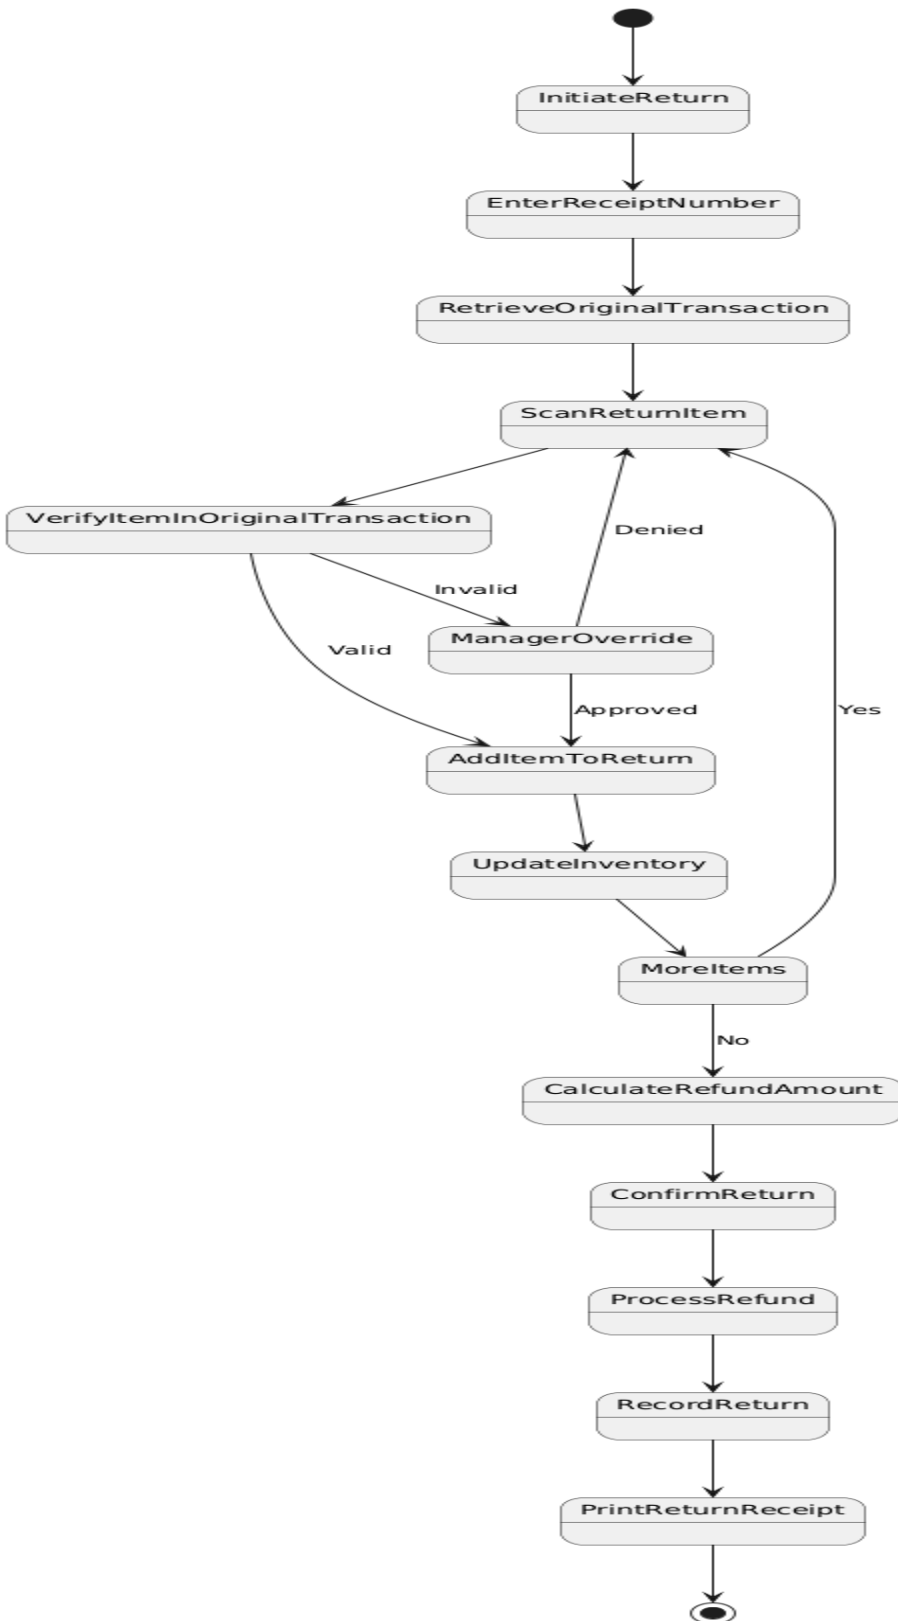 InitiateReturn
EnterReceiptNumber
RetrieveOriginalTransaction
ScanReturnItem
VerifyItemInOriginalTransaction
Denied
Invalid
ManagerOverride
Valid
Approved
Yes
AddItemToReturn
UpdateInventory
MoreItems
No
CalculateRefundAmount
ConfirmReturn
ProcessRefund
RecordReturn
PrintReturnReceipt